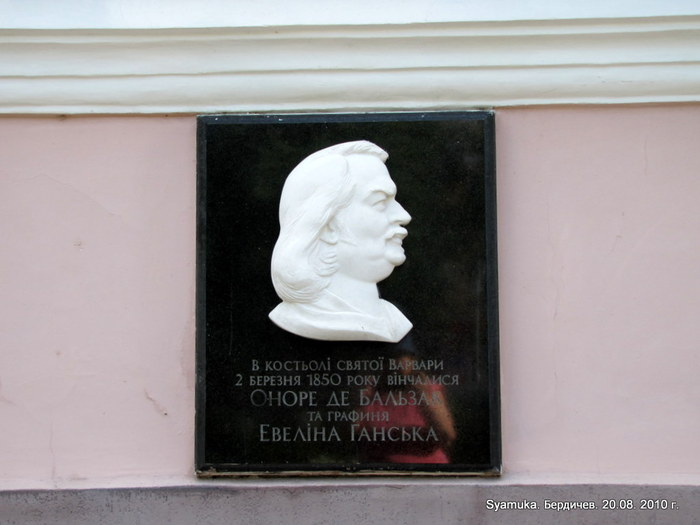 В КОСТЬОЛІ СВЯТОЇ ВАРВАРИ
2 БЕРЕЗНЯ 1850 РОКУ ВІНЧАЛИСЯ
ОНОРЕ ДЕ БАЛЬЗАК
ТА ГРАФИНЯ
ЕВЕЛІНА ГАНСЬКА
Syamuka. Бердичев. 20.08. 2010 г.